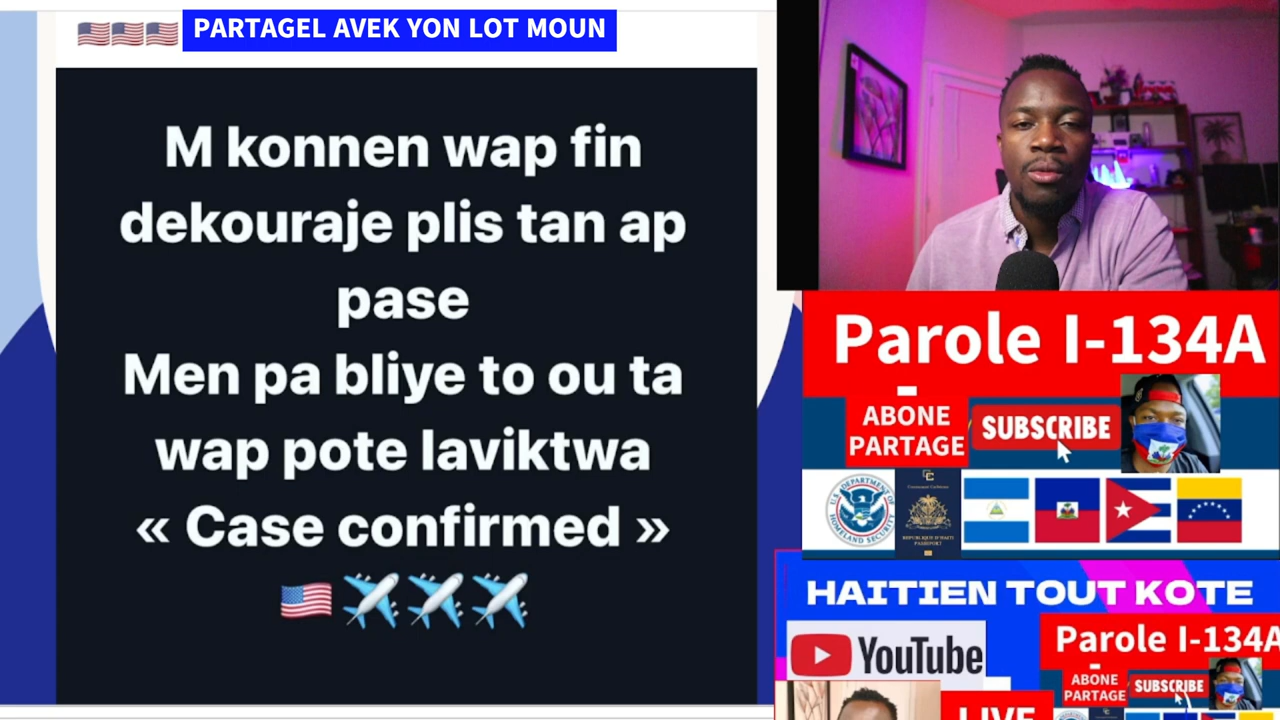 PARTAGEL AVEK YON LOT MOUN
M konnen wap fin
dekouraje plis tan ap
pase
Men pa bliye to ou ta
wap pote laviktwa
« Case confirmed »
Parole I-134A
ABONE
PARTAGE
SUBSCRIBE
HAITIEN TOUT KOTE
YouTube
Parole I-134A
ABONE
PARTAGE
SUBSCRIBE
LIVE